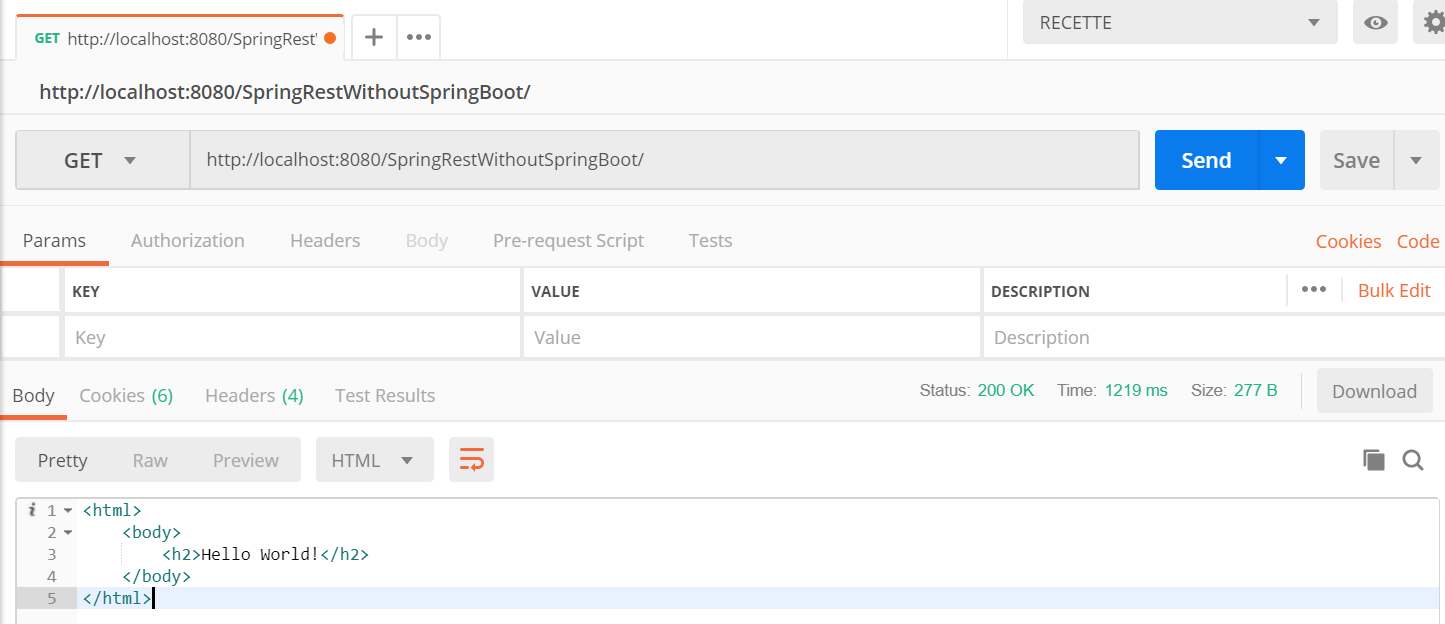 GET http://localhost:8080/SpringRest' + ••• RECETTE
http://localhost:8080/SpringRestWithoutSpringBoot/
GET http://localhost:8080/SpringRestWithoutSpringBoot/ Send Save
Params Authorization Headers Body Pre-request Script Tests Cookies Code
KEY VALUE DESCRIPTION ••• Bulk Edit
Key Value Description
Body Cookies (6) Headers (4) Test Results Status: 200 OK Time: 1219 ms Size: 277 B Download
Pretty Raw Preview HTML
i 1 <html>
2 <body>
3 <h2>Hello World!</h2>
4 </body>
5 </html>